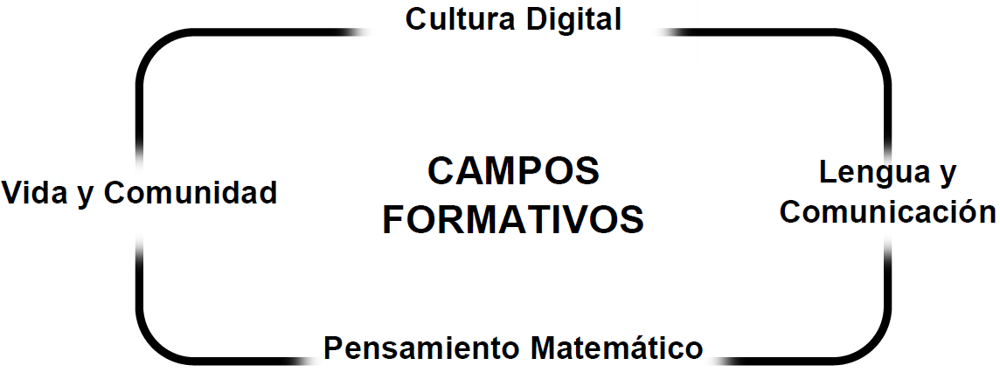 Cultura Digital
CAMPOS
FORMATIVOS
Vida y Comunidad
Lengua y
Comunicación
Pensamiento Matemático